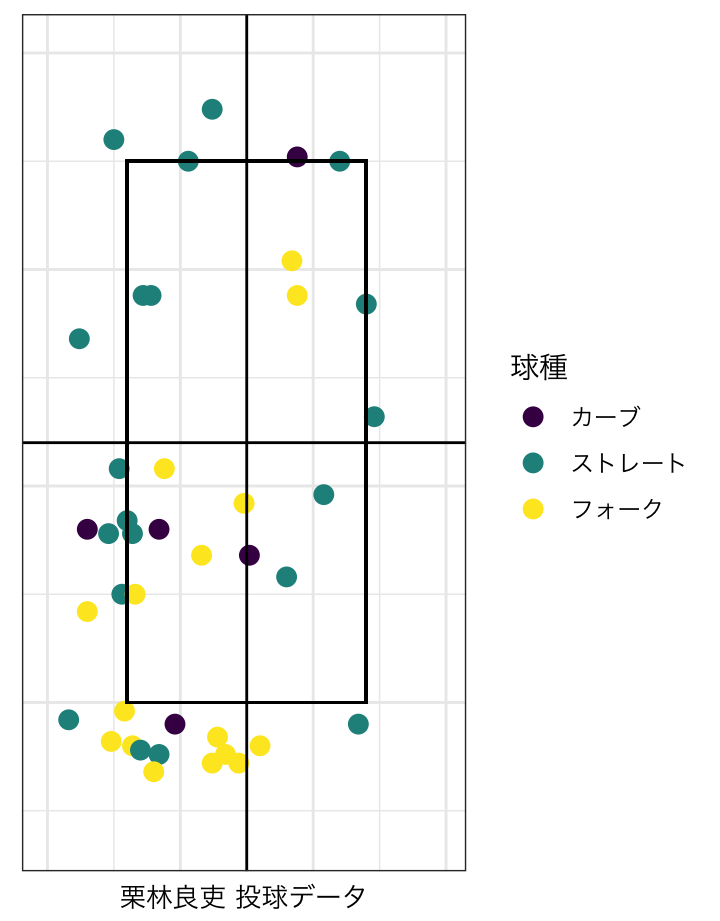 球種
カーブ
ストレート
フォーク
栗林良吏 投球データ